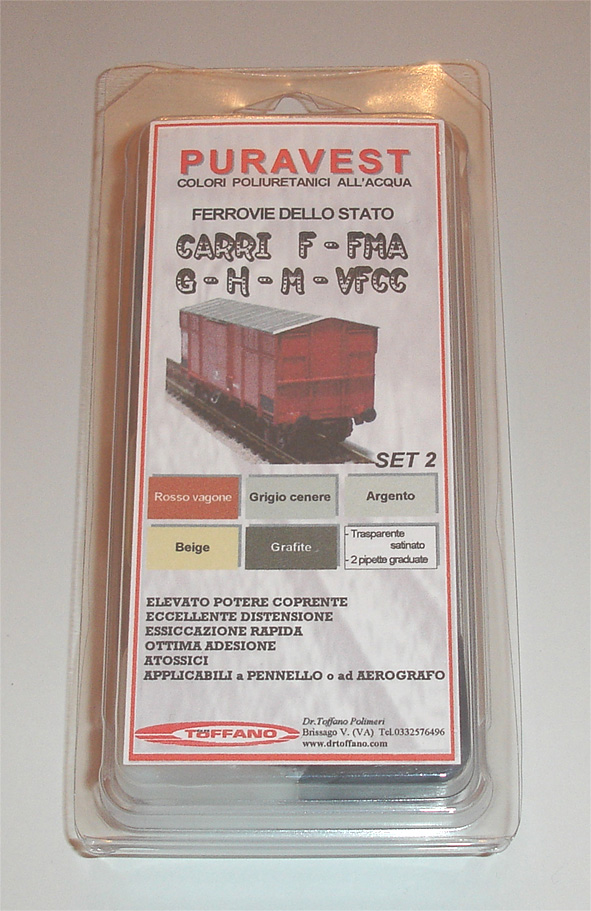 PURAVEST
COLORI POLIURETANICI ALL'ACQUA
FERROVIE DELLO STATO
CARRI F - FMA
G - H - M - VFCC
SET 2
Rosso vagone Grigio cenere Argento
Beige Grafite - Trasparente
satinato
- 2 pipette graduate
ELEVATO POTERE COPRENTE
ECCELLENTE DISTENSIONE
ESSICCAZIONE RAPIDA
OTTIMA ADESIONE
ATOSSICI
APPLICABILI a PENNELLO o ad AEROGRAFO
TOFFANO
Dr.Toffano Polimeri
Brissago V. (VA) Tel.0332576496
www.drtoffano.com